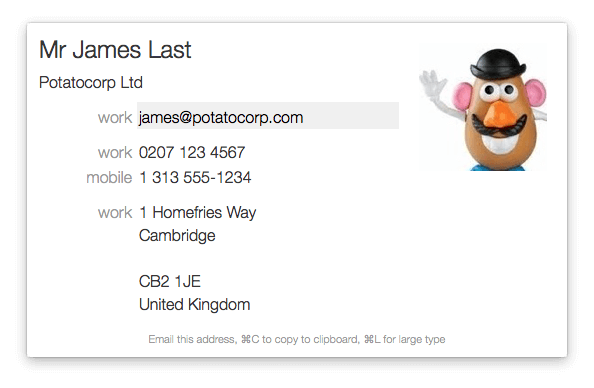 Mr James Last
Potatocorp Ltd
work james@potatocorp.com
work 0207 123 4567
mobile 1 313 555-1234
work 1 Homefries Way
Cambridge
CB2 1JE
United Kingdom
Email this address, ⌘C to copy to clipboard, ⌘L for large type